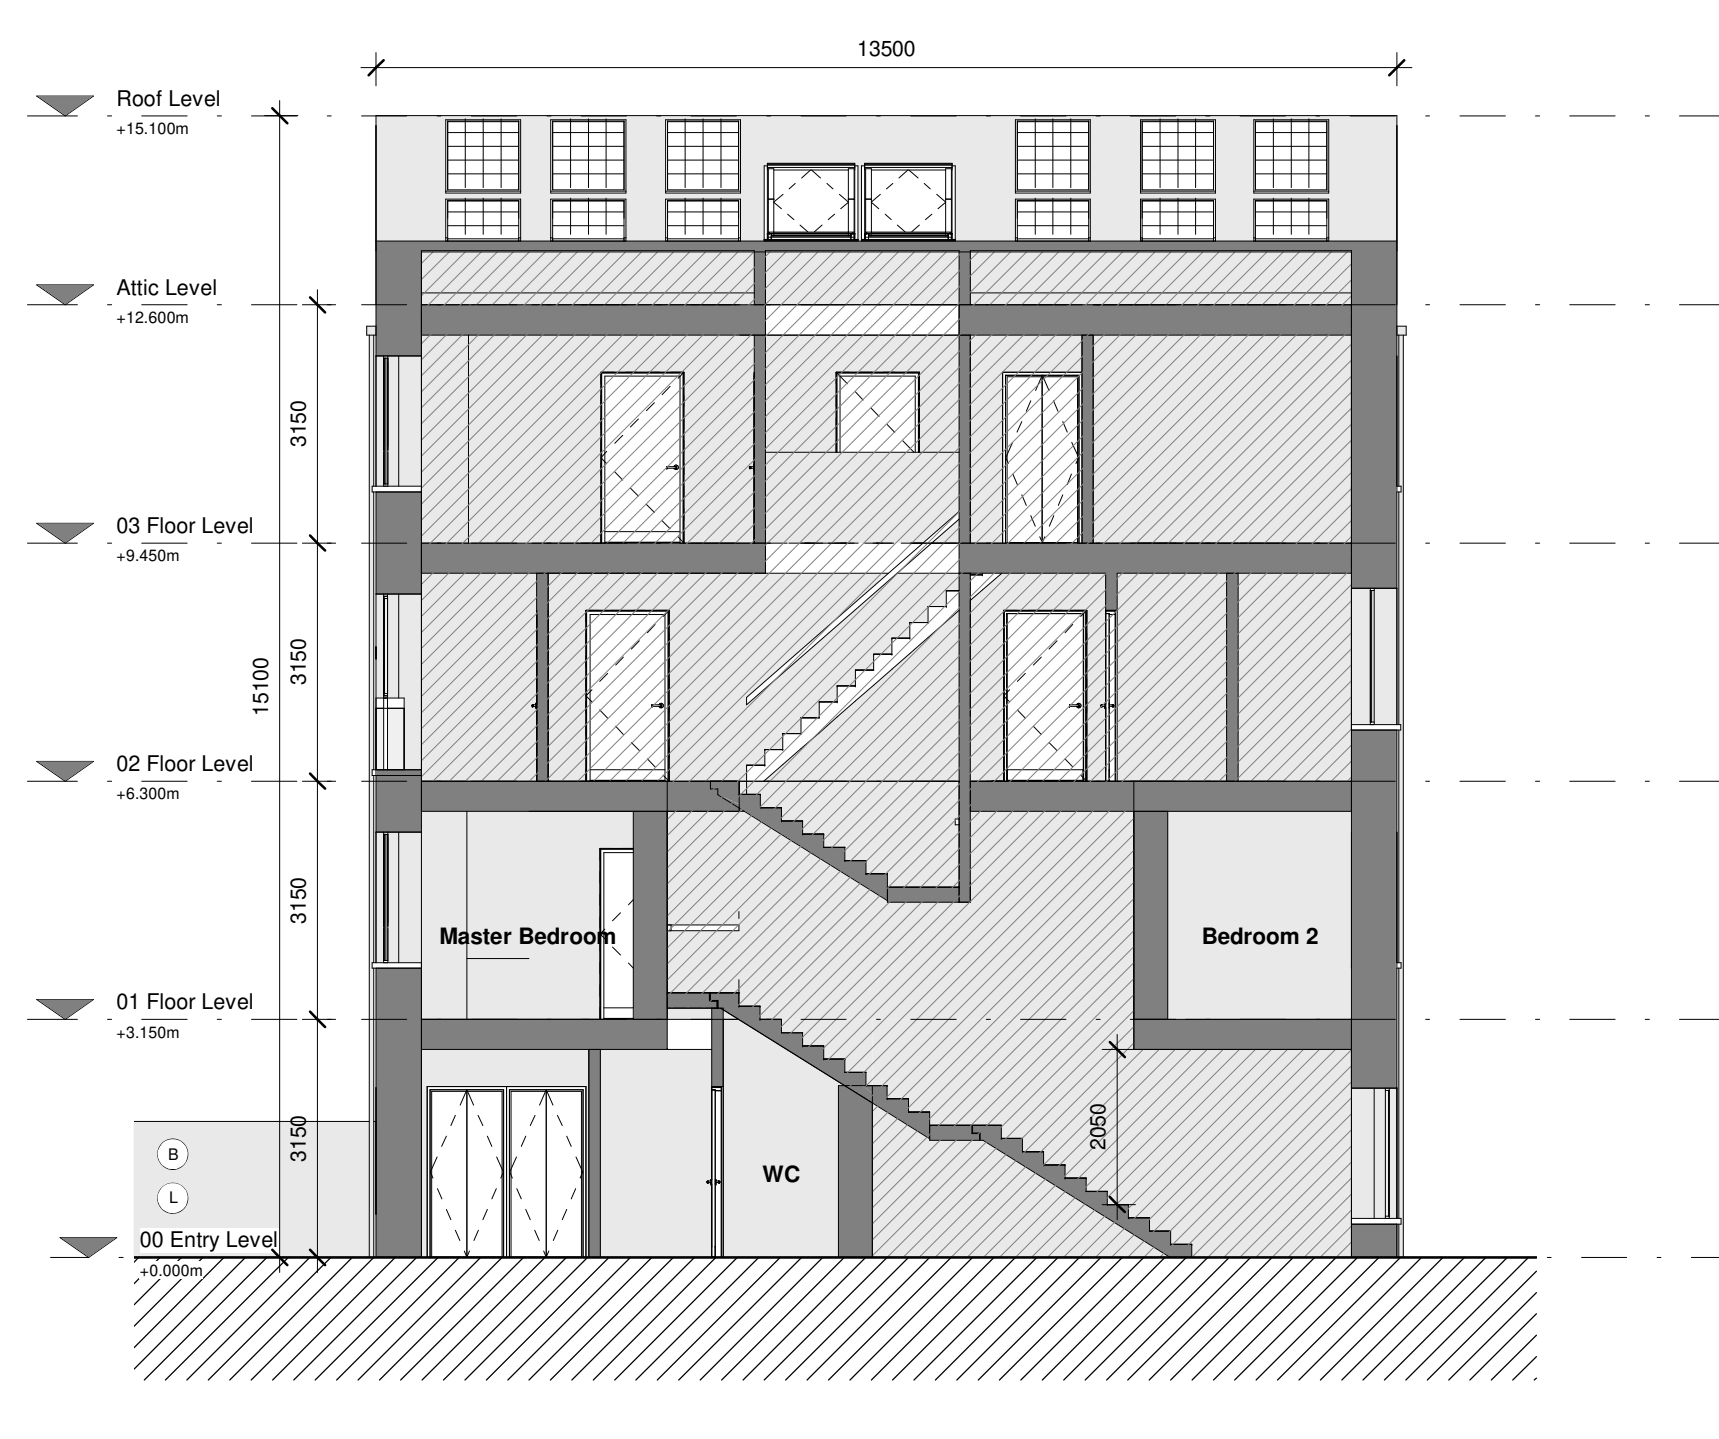 13500
Roof Level
+15.100m
Attic Level
+12.600m
3150
03 Floor Level
+9.450m
3150
15100
02 Floor Level
+6.300m
3150
Master Bedroom
Bedroom 2
01 Floor Level
+3.150m
3150
2050
B
WC
L
00 Entry Level
+0.000m